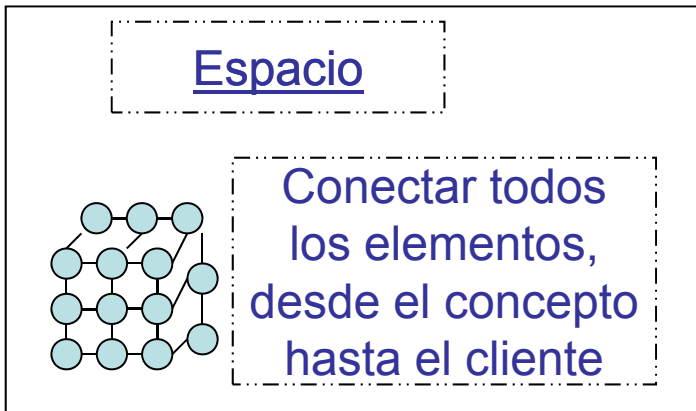 Espacio
Conectar todos
los elementos,
desde el concepto
hasta el cliente